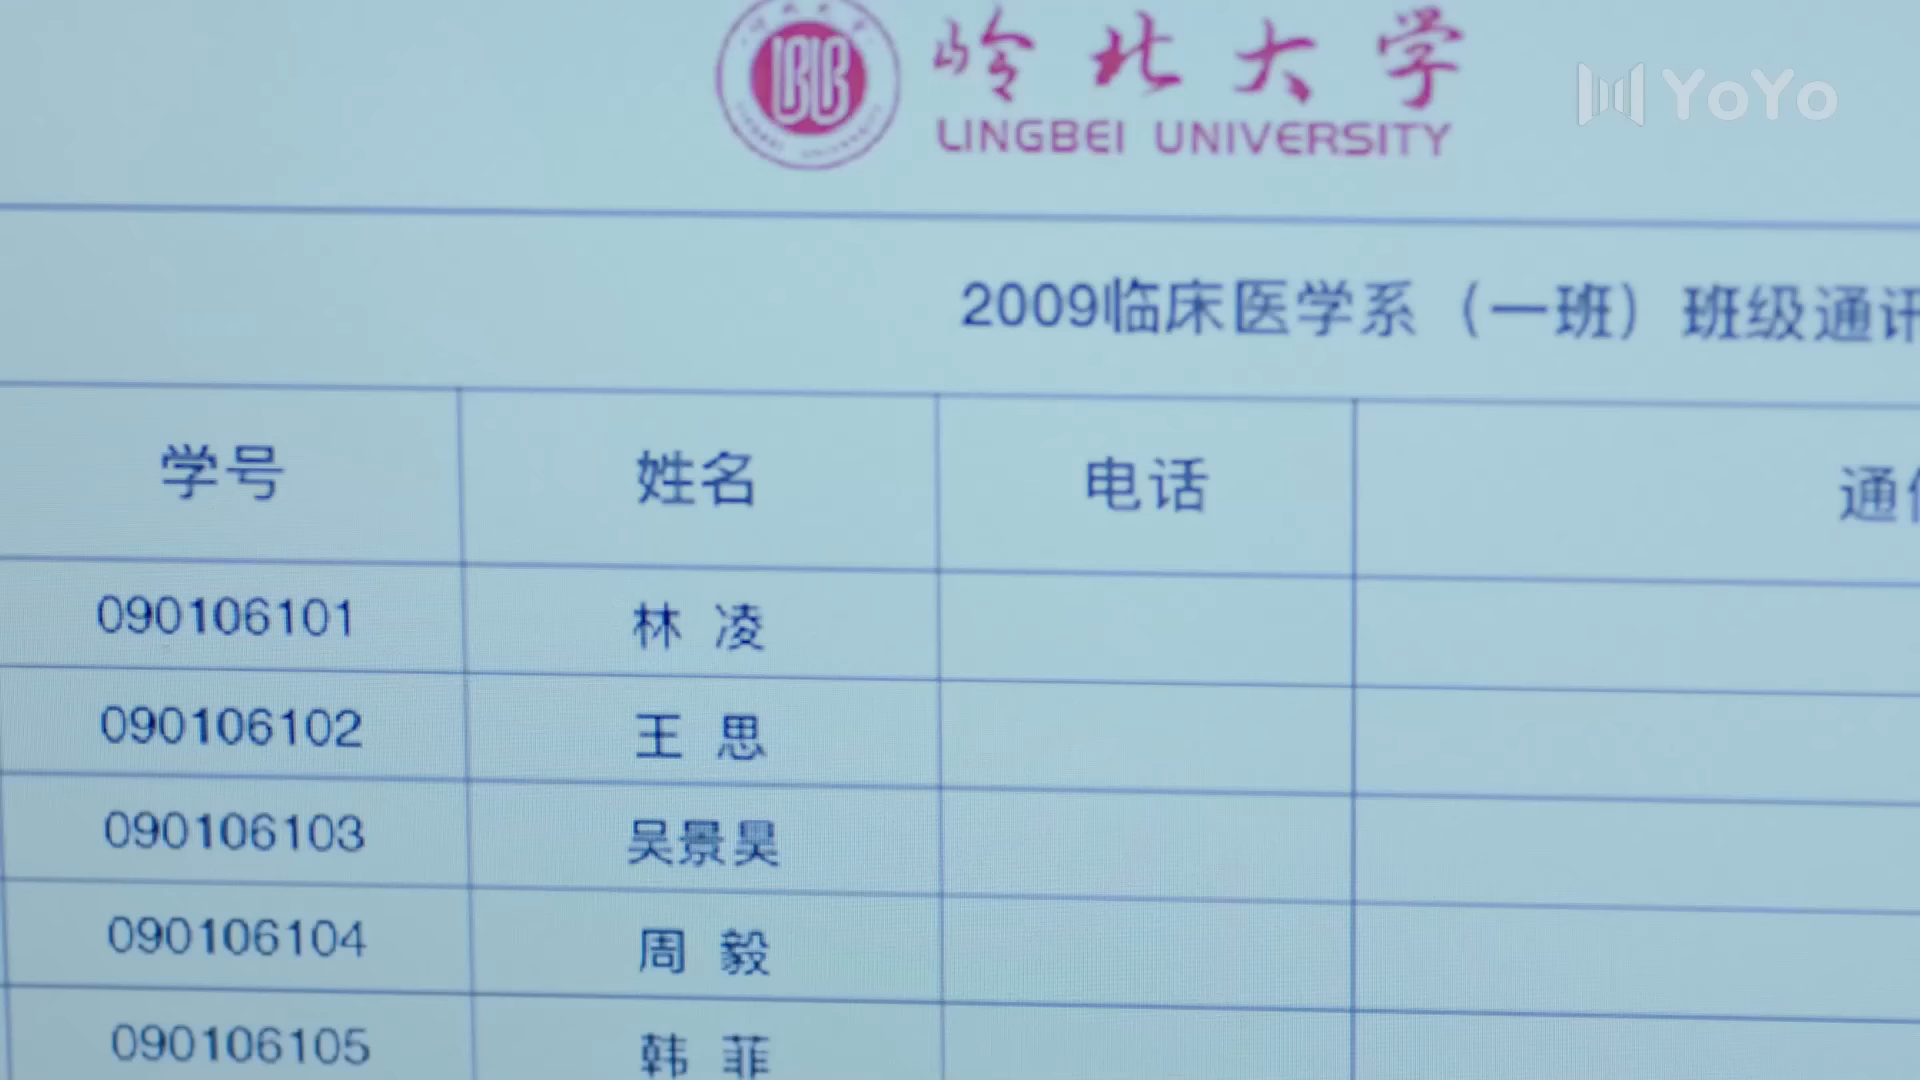 岭北大学
LINGBEI UNIVERSITY
YoYo
2009临床医学系（一班）班级通讯
学号 姓名 电话 通
090106101 林 凌
090106102 王 思
090106103 吴景昊
090106104 周 毅
090106105 韩 菲